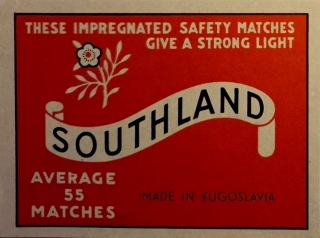 THESE IMPREGNATED SAFETY MATCHES
GIVE A STRONG LIGHT
SOUTHLAND
AVERAGE
55
MATCHES
MADE IN YUGOSLAVIA